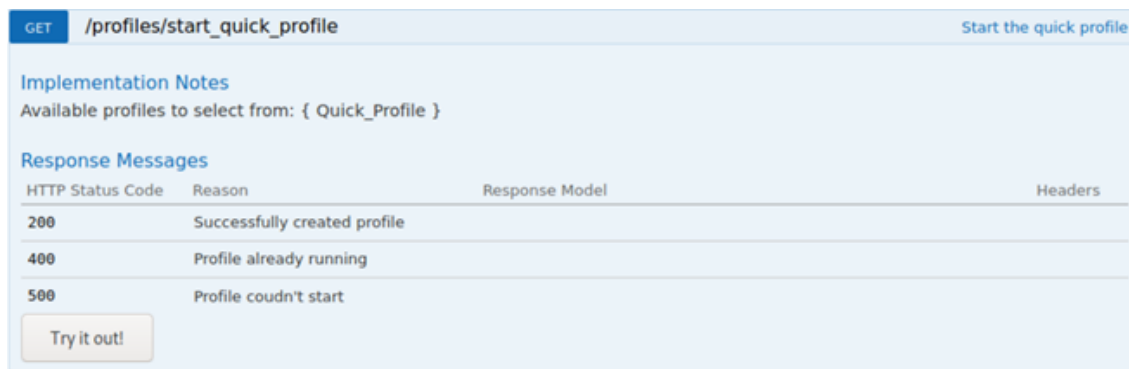 GET /profiles/start_quick_profile Start the quick profile
Implementation Notes
Available profiles to select from: { Quick_Profile }
Response Messages
HTTP Status Code Reason Response Model Headers
200 Successfully created profile
400 Profile already running
500 Profile coudn't start
Try it out!